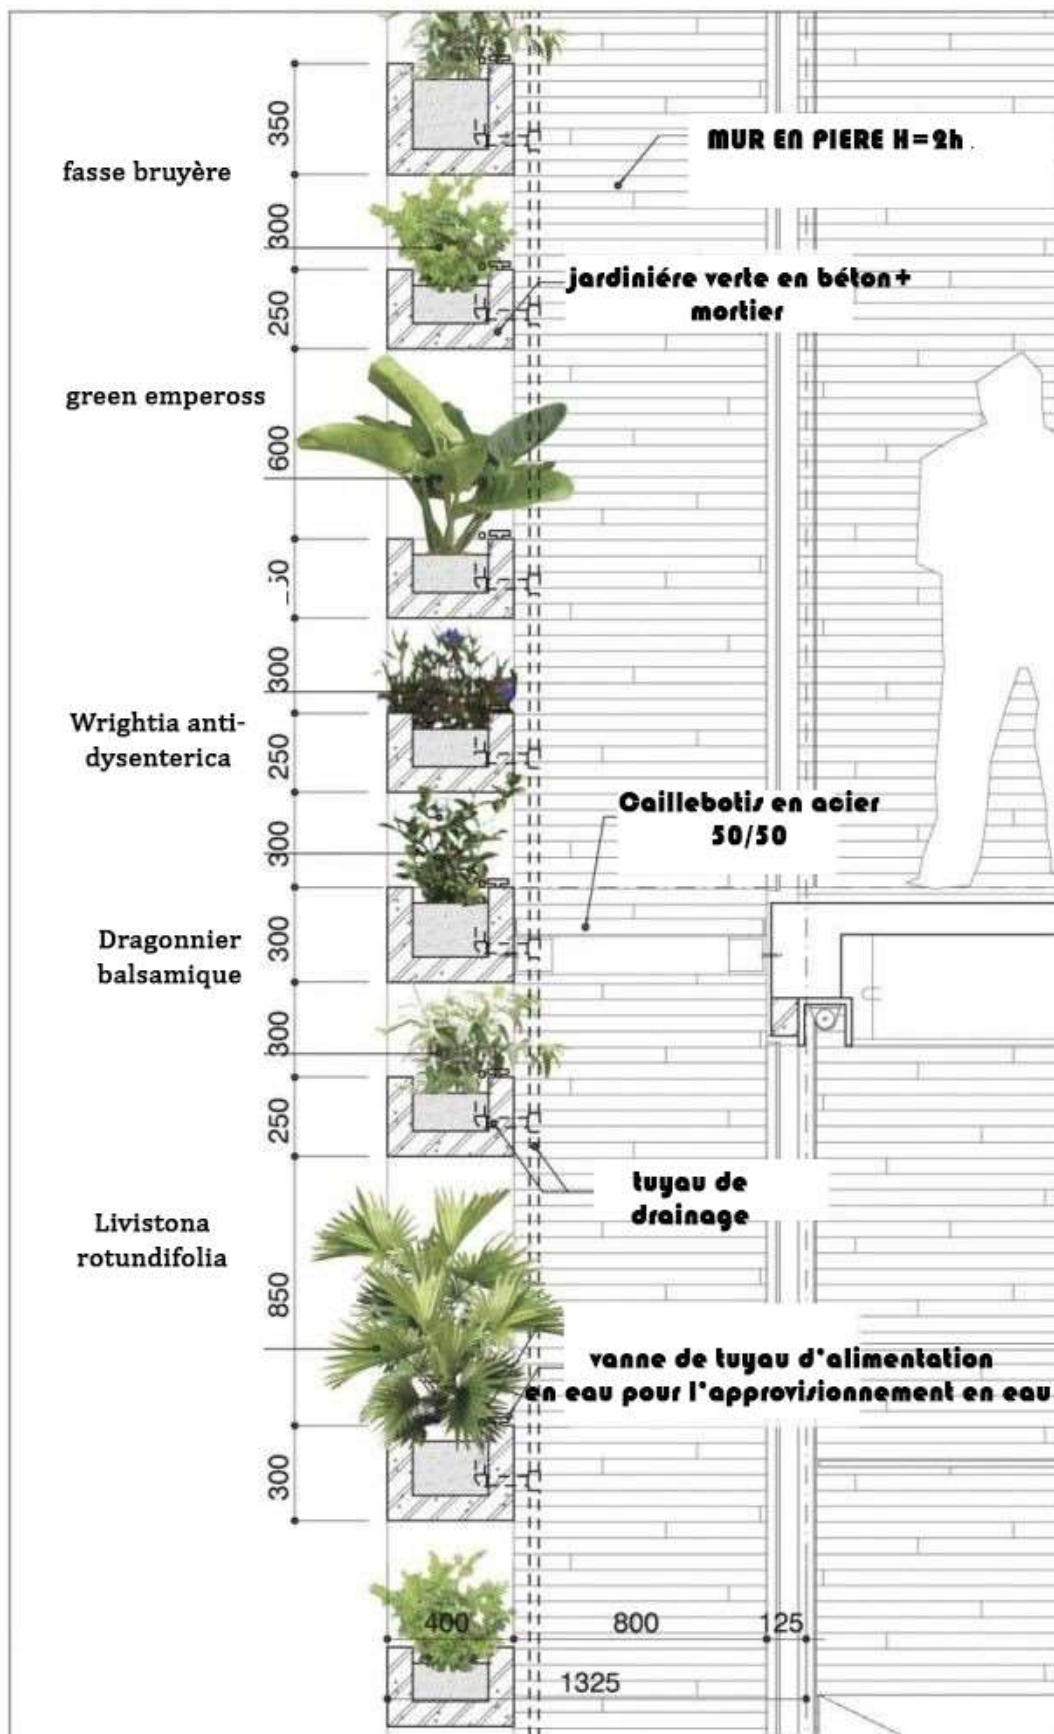 350
MUR EN PIERE H=2h.
fasse bruyère
300
jardiniére verte en béton+
mortier
250
green emperoSS
600
300
Wrightia anti-
dysenterica
250
Caillebotis en acier
50/50
300
Dragonnier
balsamique
300
300
250
tuyau de
drainage
Livistona
rotundifolia
850
vanne de tuyau d'alimentation
en eau pour l'approvisionnement en eau
300
400
800
125
1325